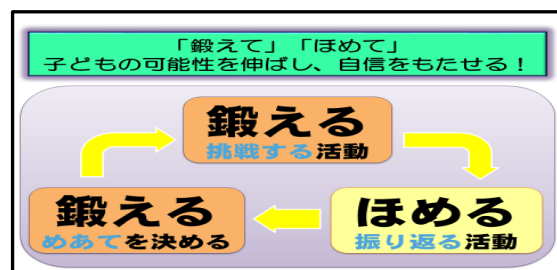 「鍛えて」「ほめて」
子どもの可能性を伸ばし、自信をもたせる！
鍛える
挑戦する活動
鍛える
めあてを決める
ほめる
振り返る活動